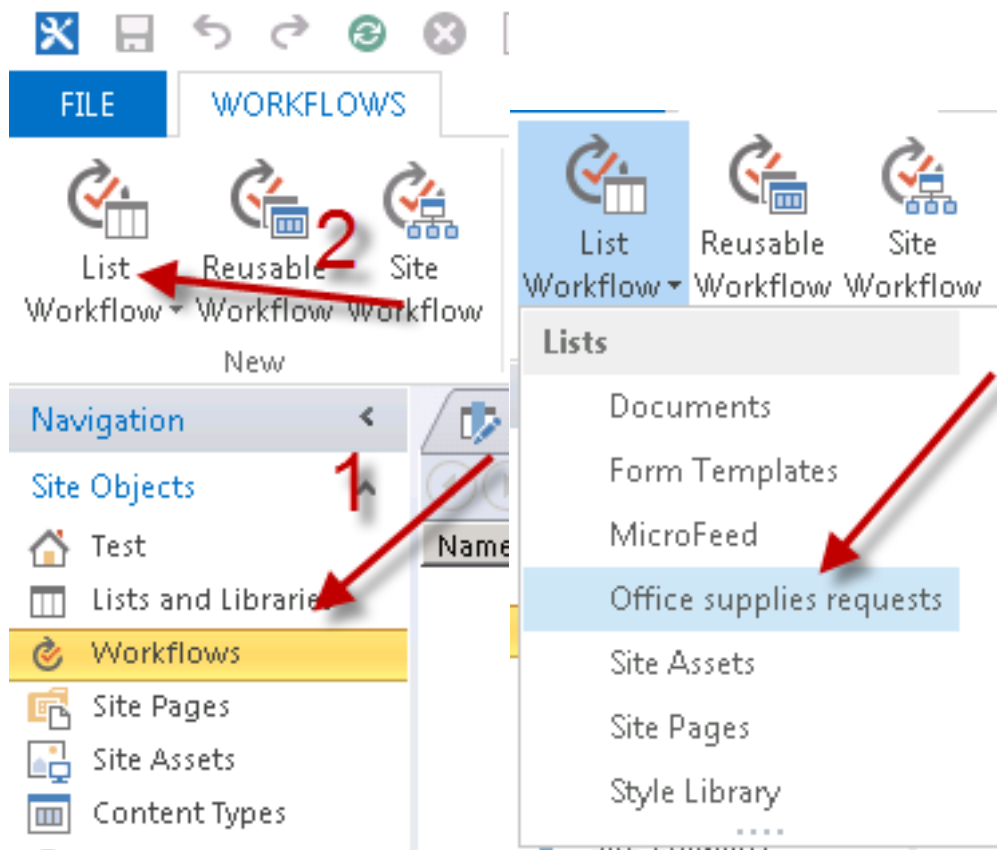 FILE WORKFLOWS
List Reusable Site
Workflow Workflow Workflow
2
New
Navigation
1
Site Objects
Test
Name
Lists and Libraries
Workflows
Site Pages
Site Assets
Content Types
List Reusable Site
Workflow Workflow Workflow
Lists
Documents
Form Templates
MicroFeed
Office supplies requests
Site Assets
Site Pages
Style Library